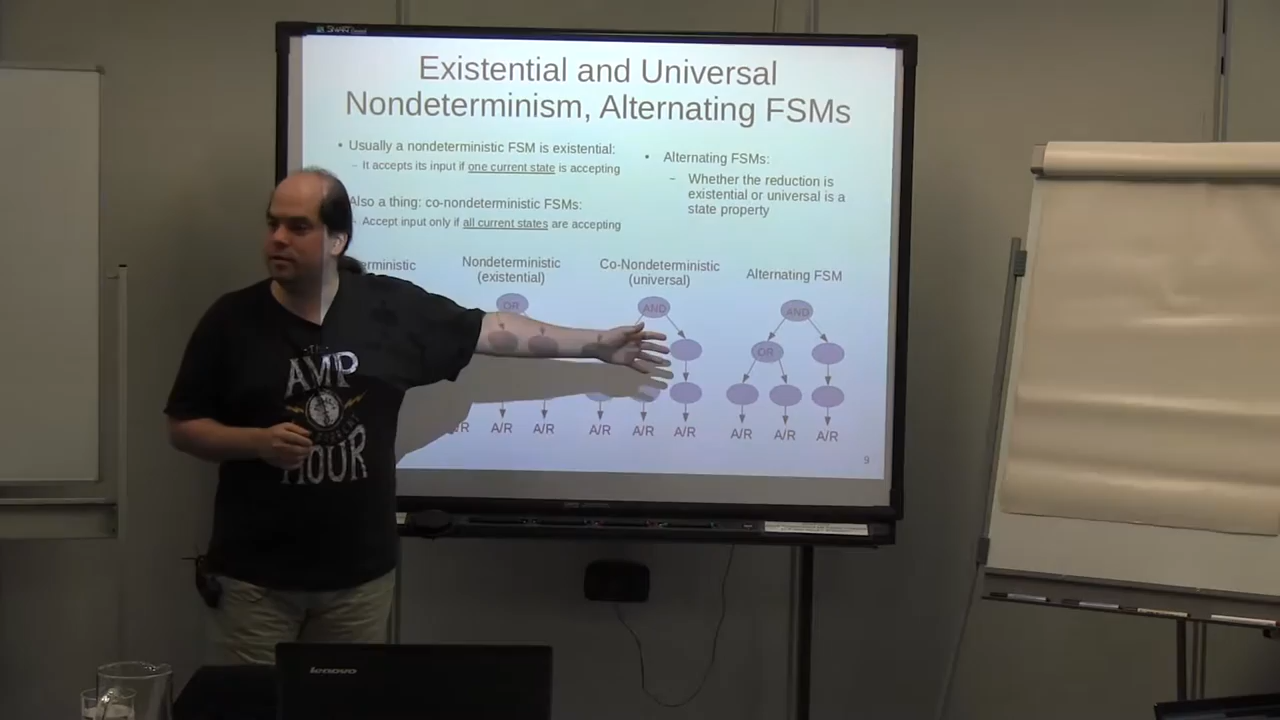 SMART
Existential and Universal
Nondeterminism, Alternating FSMs
• Usually a nondeterministic FSM is existential:
– It accepts its input if one current state is accepting
Also a thing: co-nondeterministic FSMs:
Accept input only if all current states are accepting
• Alternating FSMs:
– Whether the reduction is
existential or universal is a
state property
Nondeterministic
(existential)
Co-Nondeterministic
(universal)
Alternating FSM
OR
AND
AND
OR
A/R A/R A/R A/R A/R A/R A/R A/R
9
AMP
HOUR
lenovo